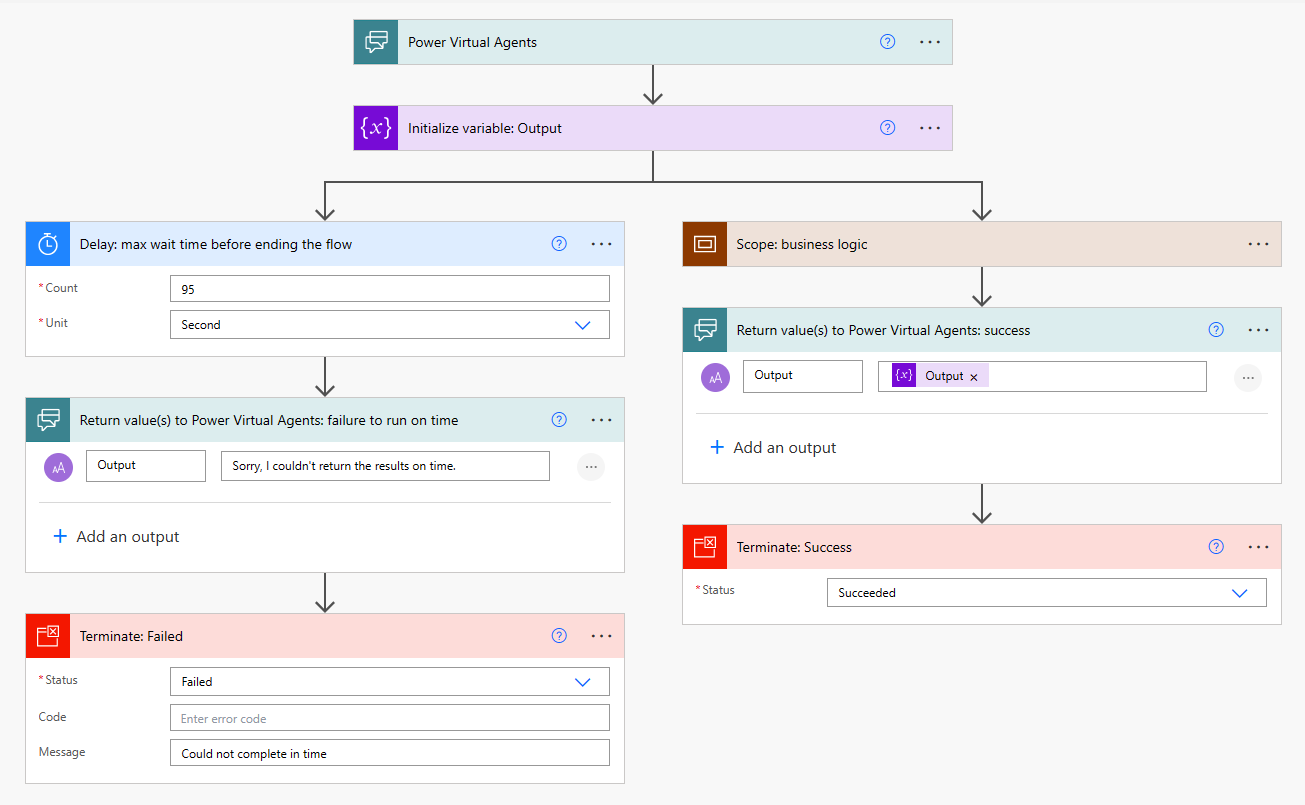 Power Virtual Agents
{x} Initialize variable: Output
Delay: max wait time before ending the flow
*Count 95
*Unit Second
Return value(s) to Power Virtual Agents: failure to run on time
AA Output Sorry, I couldn't return the results on time.
+ Add an output
Terminate: Failed
*Status Failed
Code Enter error code
Message Could not complete in time
Scope: business logic
Return value(s) to Power Virtual Agents: success
AA Output {x} Output ×
+ Add an output
Terminate: Success
*Status Succeeded